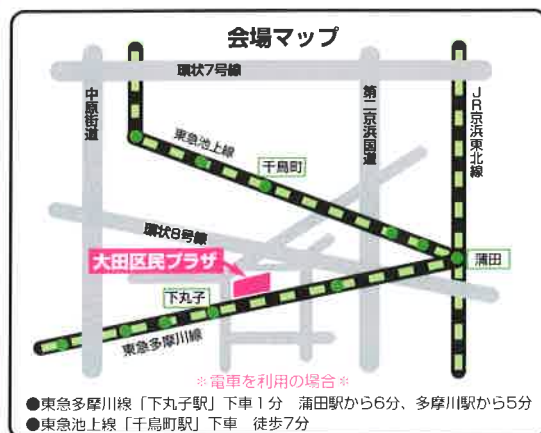 会場マップ
環状7号線
中原街道
第二京浜国道
JR京浜東北線
東急池上線
千鳥町
環状8号線
大田区民プラザ
蒲田
下丸子
東急多摩川線
※電車を利用の場合※
●東急多摩川線「下丸子駅」下車1分 蒲田駅から6分、多摩川駅から5分
●東急池上線「千鳥町駅」下車 徒歩7分